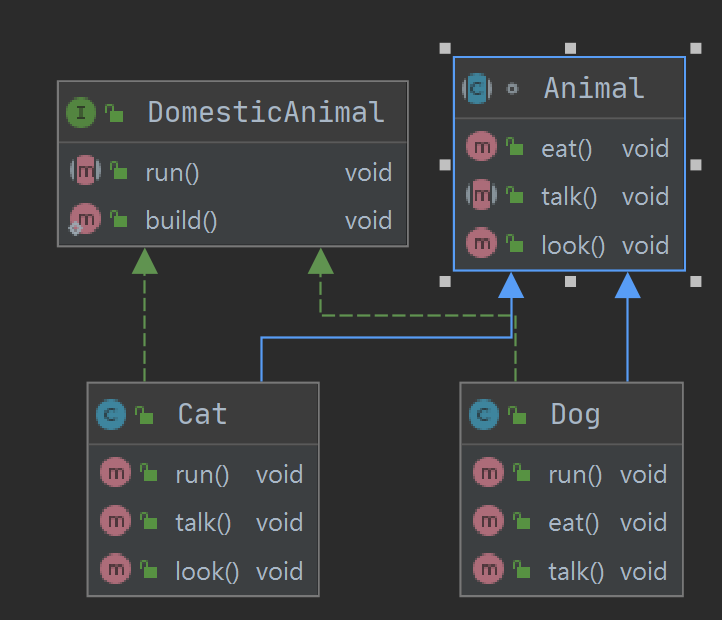 DomesticAnimal
run() void
build() void
Animal
eat() void
talk() void
look() void
Cat
run() void
talk() void
look() void
Dog
run() void
eat() void
talk() void